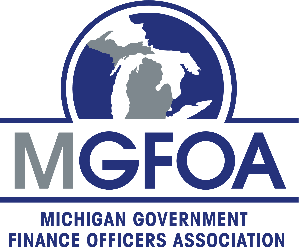 MGFOA
MICHIGAN GOVERNMENT
FINANCE OFFICERS ASSOCIATION